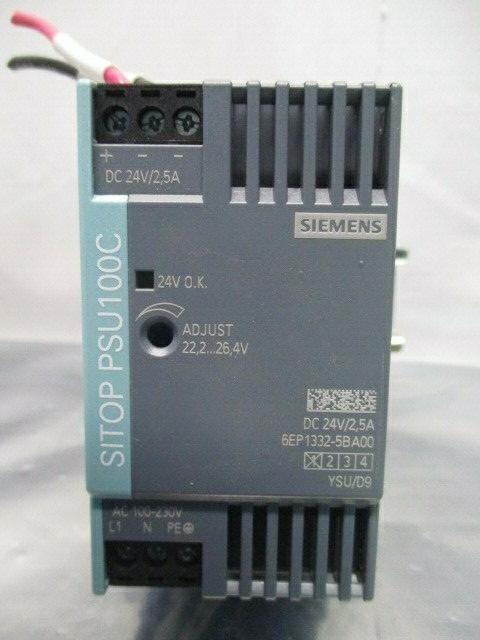 + - -
DC 24V/2,5A
SIEMENS
24V O.K.
ADJUST
22,2...26,4V
SITOP PSU100C
DC 24V/2,5A
6EP1332-5BA00
X 2 3 4
YSU/D9
AC 100-230V
L1 N PE